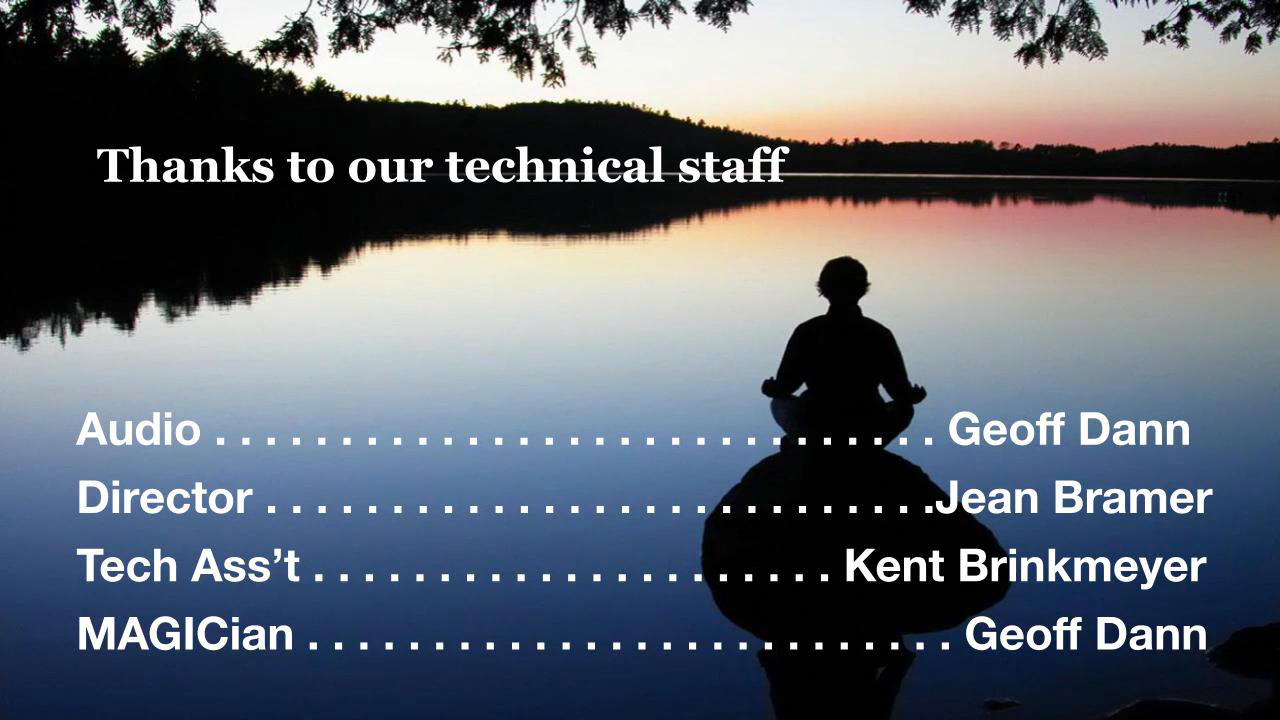 Thanks to our technical staff
Audio . . . . . . . . . . . . . . . . . . . . . . . . . . . . . Geoff Dann
Director . . . . . . . . . . . . . . . . . . . . . . . . . . .Jean Bramer
Tech Ass’t . . . . . . . . . . . . . . . . . . . . . Kent Brinkmeyer
MAGICian . . . . . . . . . . . . . . . . . . . . . . . . . . Geoff Dann